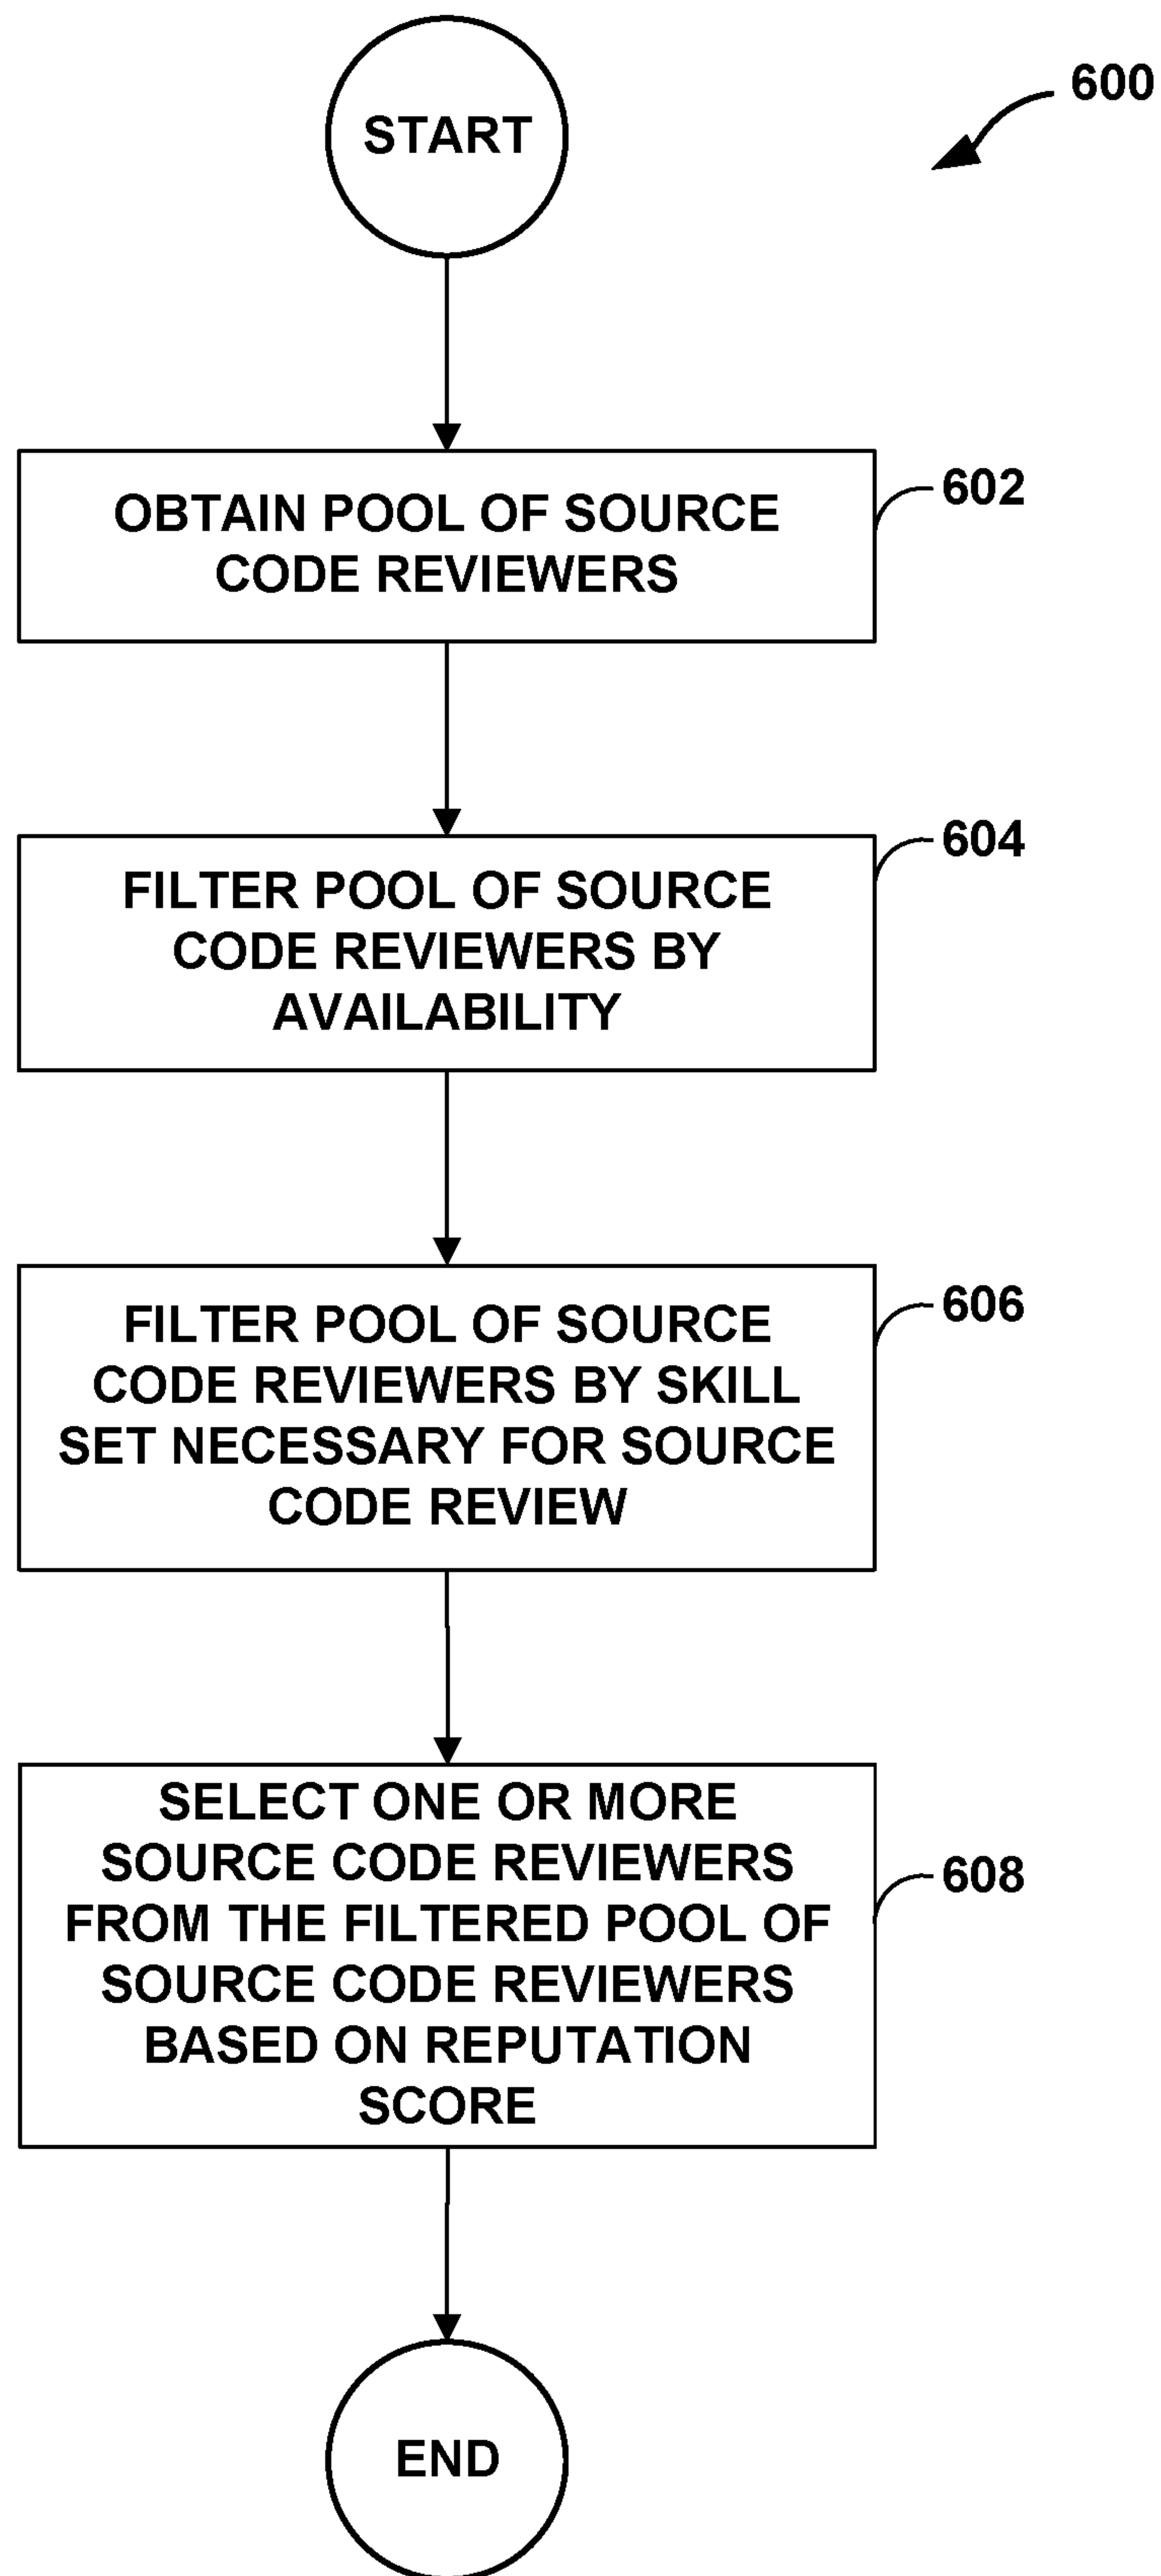 START
600
OBTAIN POOL OF SOURCE
CODE REVIEWERS
602
FILTER POOL OF SOURCE
CODE REVIEWERS BY
AVAILABILITY
604
FILTER POOL OF SOURCE
CODE REVIEWERS BY SKILL
SET NECESSARY FOR SOURCE
CODE REVIEW
606
SELECT ONE OR MORE
SOURCE CODE REVIEWERS
FROM THE FILTERED POOL OF
SOURCE CODE REVIEWERS
BASED ON REPUTATION
SCORE
608
END